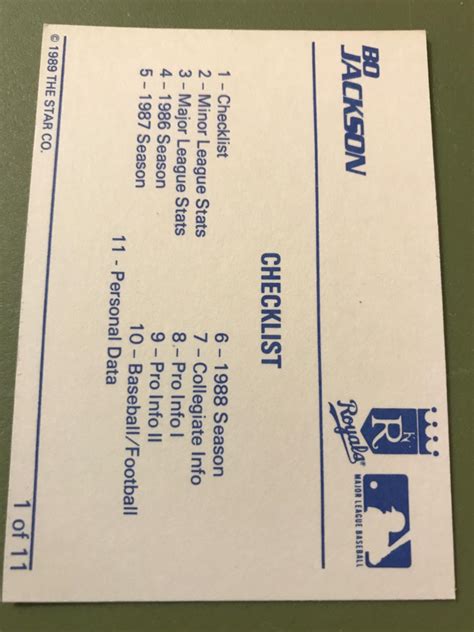 BO
JACKSON
Royals
MAJOR LEAGUE BASEBALL
CHECKLIST
1 - Checklist
2 - Minor League Stats
3 - Major League Stats
4 - 1986 Season
5 - 1987 Season
6 - 1988 Season
7 - Collegiate Info
8 - Pro Info I
9 - Pro Info II
10 - Baseball/Football
11 - Personal Data
© 1989 THE STAR CO.
1 of 11